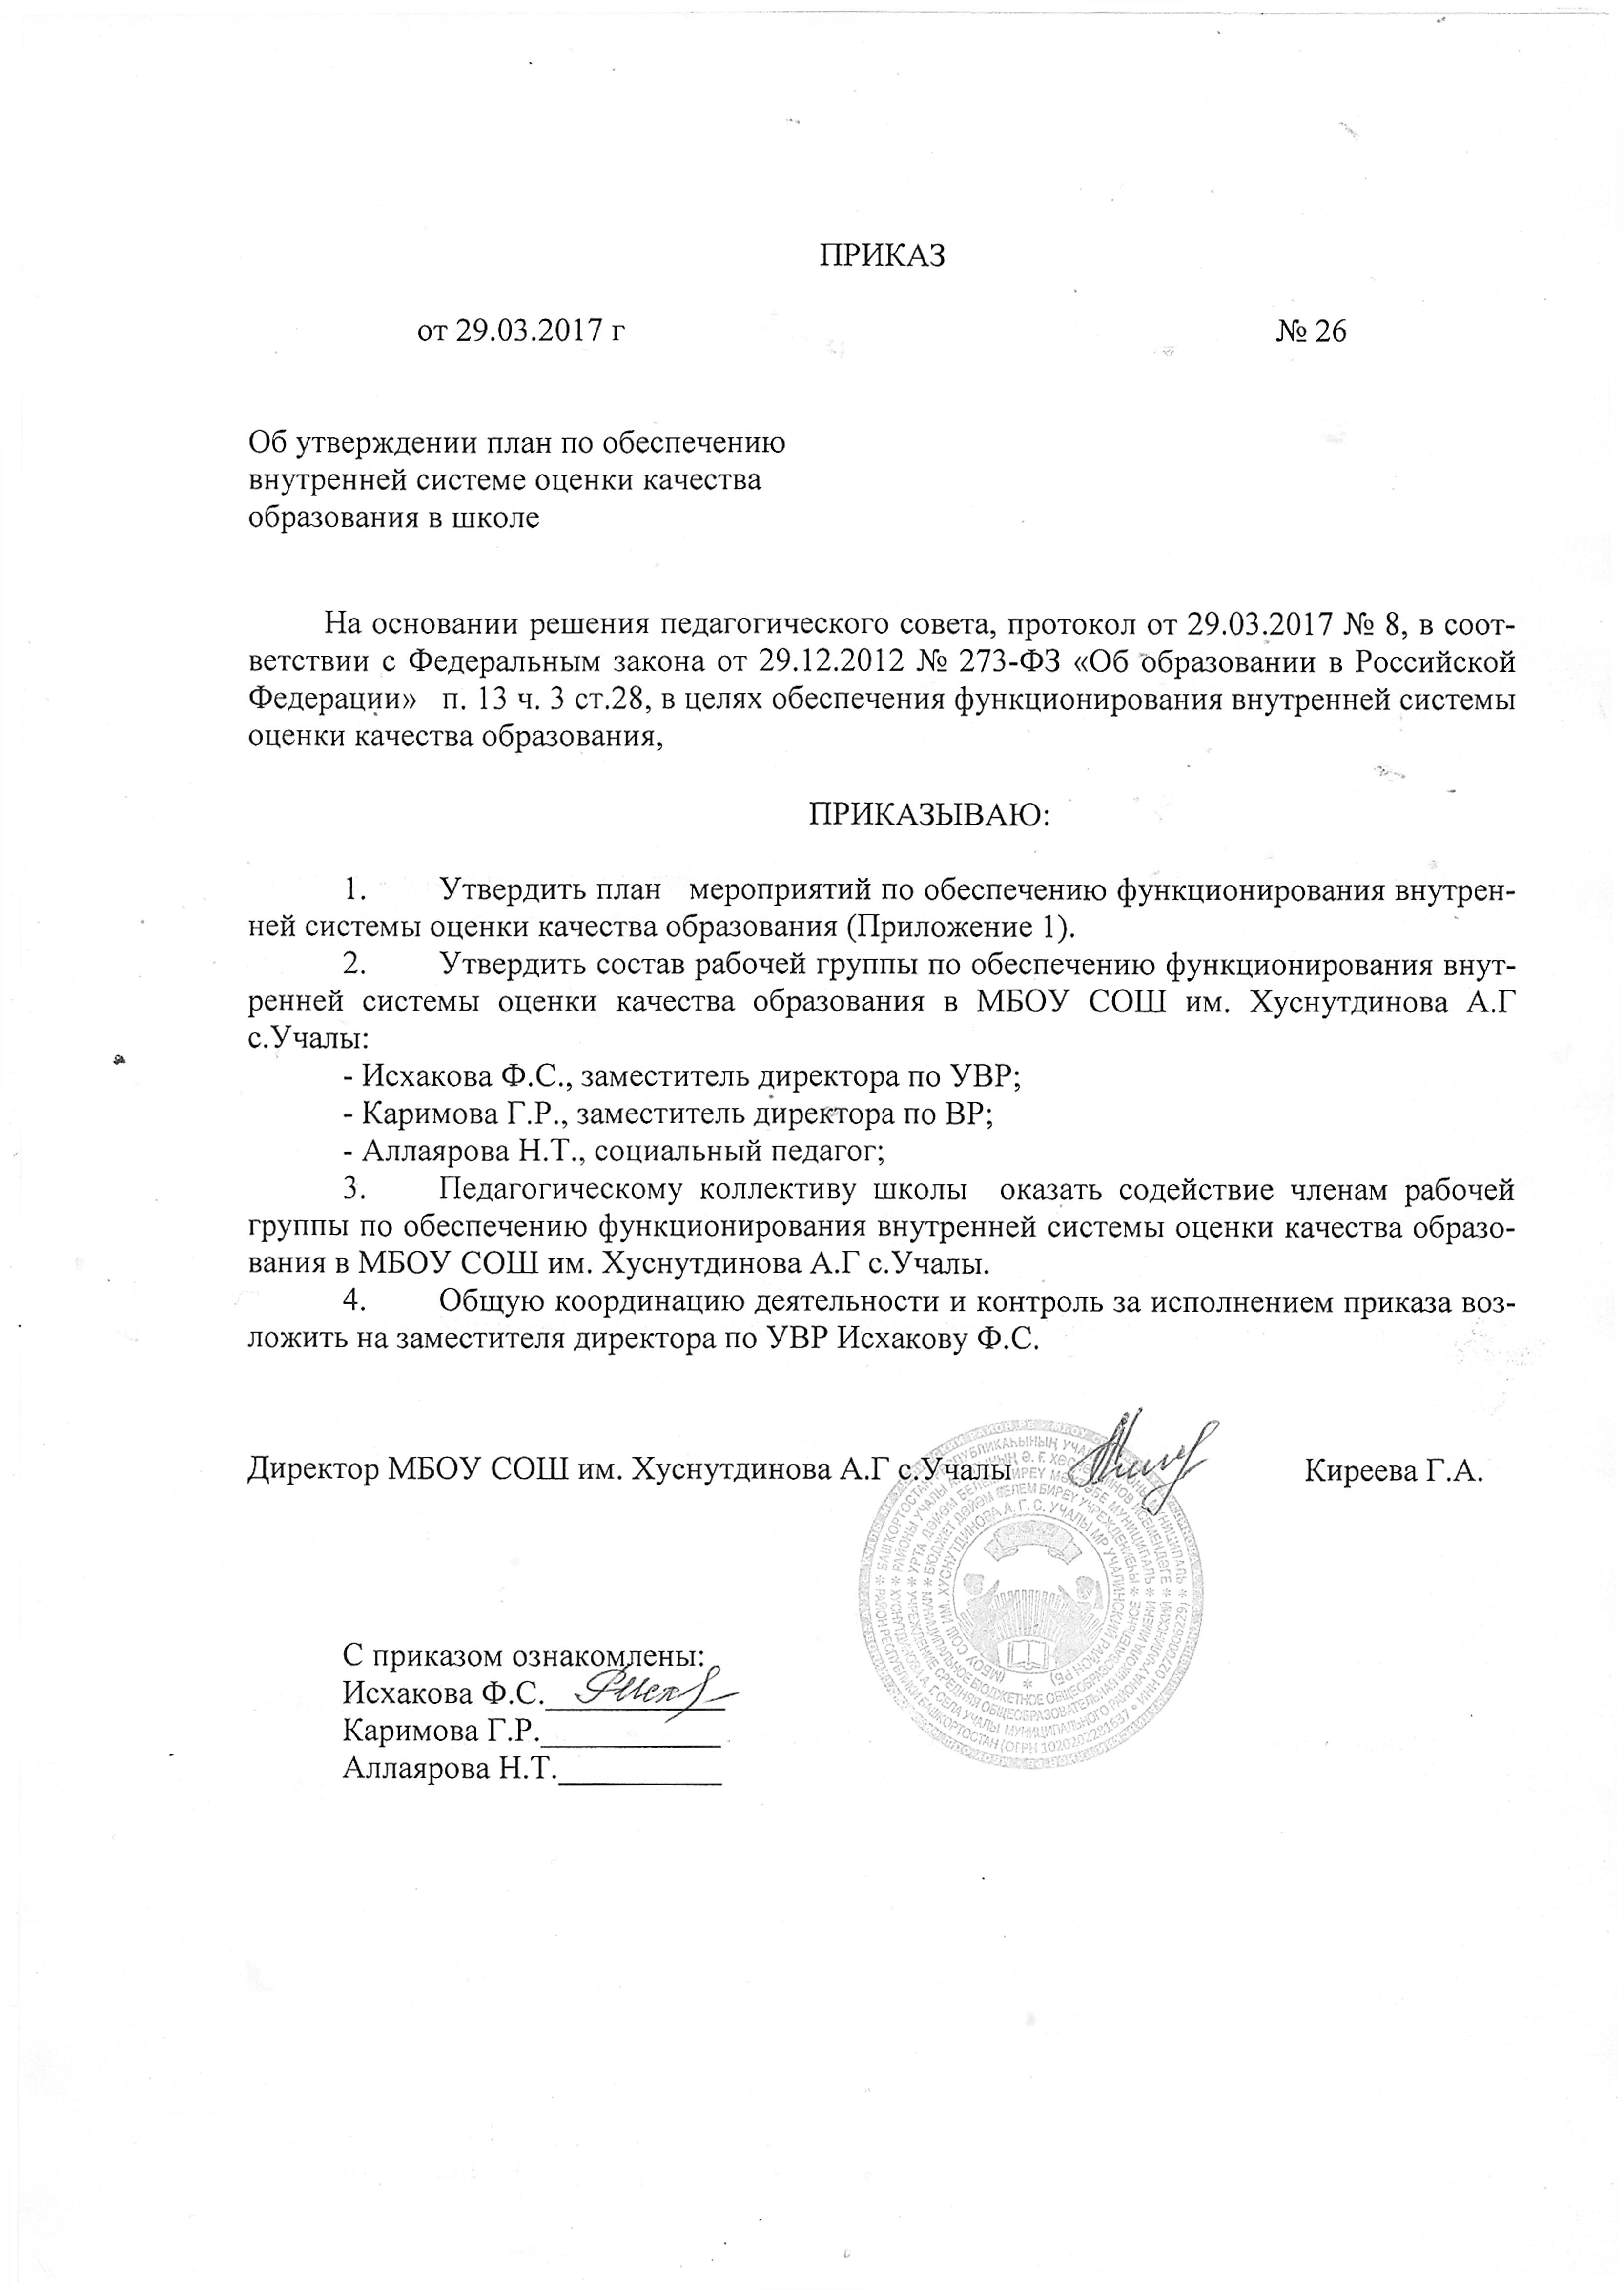 ПРИКАЗ
от 29.03.2017 г № 26
Об утверждении план по обеспечению
внутренней системе оценки качества
образования в школе
На основании решения педагогического совета, протокол от 29.03.2017 № 8, в соот-
ветствии с Федеральным закона от 29.12.2012 № 273-ФЗ «Об образовании в Российской
Федерации» п. 13 ч. 3 ст.28, в целях обеспечения функционирования внутренней системы
оценки качества образования,
ПРИКАЗЫВАЮ:
1. Утвердить план мероприятий по обеспечению функционирования внутрен-
ней системы оценки качества образования (Приложение 1).
2. Утвердить состав рабочей группы по обеспечению функционирования внут-
ренней системы оценки качества образования в МБОУ СОШ им. Хуснутдинова А.Г
с.Учалы:
- Исхакова Ф.С., заместитель директора по УВР;
- Каримова Г.Р., заместитель директора по ВР;
- Аллаярова Н.Т., социальный педагог;
3. Педагогическому коллективу школы оказать содействие членам рабочей
группы по обеспечению функционирования внутренней системы оценки качества образо-
вания в МБОУ СОШ им. Хуснутдинова А.Г с.Учалы.
4. Общую координацию деятельности и контроль за исполнением приказа воз-
ложить на заместителя директора по УВР Исхакову Ф.С.
Директор МБОУ СОШ им. Хуснутдинова А.Г с.Учалы Киреева Г.А.
С приказом ознакомлены:
Исхакова Ф.С.
Каримова Г.Р.
Аллаярова Н.Т.